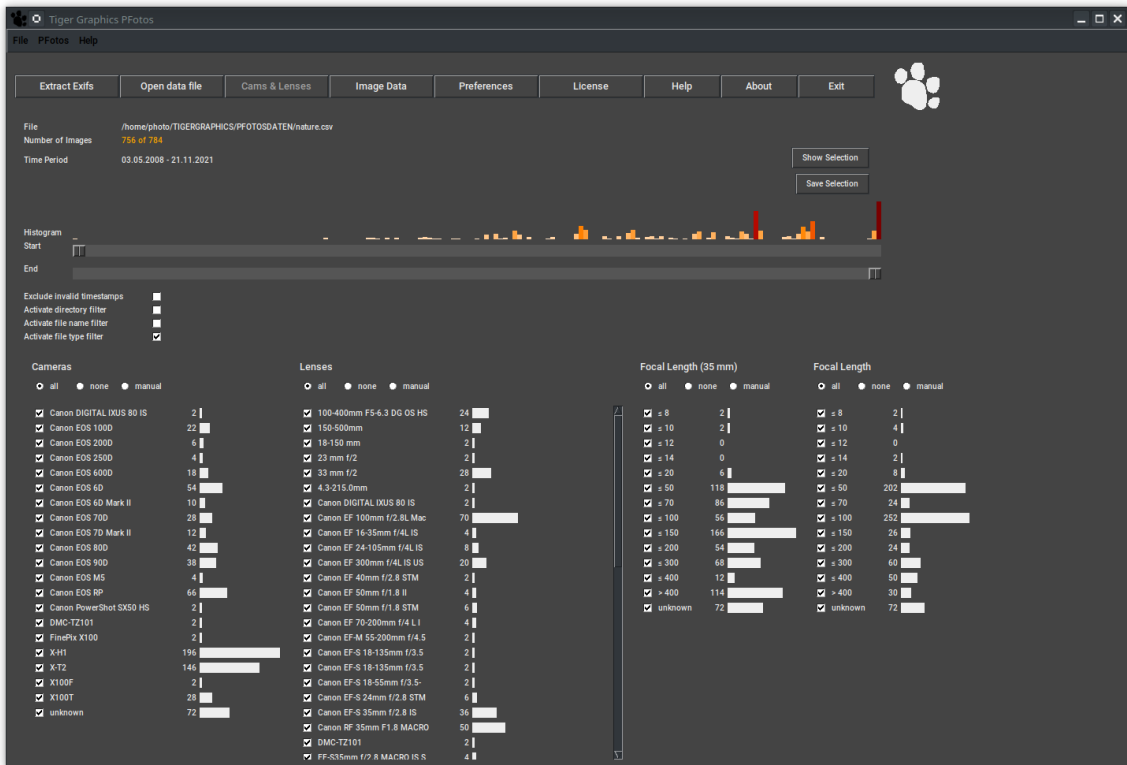 Tiger Graphics PFotos
File PFotos Help
Extract Exifs Open data file Cams & Lenses Image Data Preferences License Help About Exit
File /home/photo/TIGERGRAPHICS/PFOTOSDATEN/nature.csv
Number of Images 756 of 784
Time Period 03.05.2008 - 21.11.2021
Show Selection
Save Selection
Histogram
Start
End
Exclude invalid timestamps
Activate directory filter
Activate file name filter
Activate file type filter
Cameras
all none manual
Canon DIGITAL IXUS 80 IS 2
Canon EOS 100D 22
Canon EOS 200D 6
Canon EOS 250D 4
Canon EOS 600D 18
Canon EOS 6D 54
Canon EOS 6D Mark II 10
Canon EOS 70D 28
Canon EOS 7D Mark II 12
Canon EOS 80D 42
Canon EOS 90D 38
Canon EOS M5 4
Canon EOS RP 66
Canon PowerShot SX50 HS 2
DMC-TZ101 2
FinePix X100 2
X-H1 196
X-T2 146
X100F 2
X100T 28
unknown 72
Lenses
all none manual
100-400mm F5-6.3 DG OS HS 24
150-500mm 12
18-150 mm 2
23 mm f/2 2
33 mm f/2 28
4.3-215.0mm 2
Canon DIGITAL IXUS 80 IS 2
Canon EF 100mm f/2.8L Mac 70
Canon EF 16-35mm f/4L IS 4
Canon EF 24-105mm f/4L IS 8
Canon EF 300mm f/4L IS US 20
Canon EF 40mm f/2.8 STM 2
Canon EF 50mm f/1.8 II 4
Canon EF 50mm f/1.8 STM 6
Canon EF 70-200mm f/4 L I 4
Canon EF-M 55-200mm f/4.5 2
Canon EF-S 18-135mm f/3.5 2
Canon EF-S 18-135mm f/3.5 2
Canon EF-S 18-55mm f/3.5- 2
Canon EF-S 24mm f/2.8 STM 6
Canon EF-S 35mm f/2.8 IS 36
Canon RF 35mm F1.8 MACRO 50
DMC-TZ101 2
EF-S35mm f/2.8 MACRO IS S 4
Focal Length (35 mm)
all none manual
≤ 8 2
≤ 10 2
≤ 12 0
≤ 14 0
≤ 20 6
≤ 50 118
≤ 70 86
≤ 100 56
≤ 150 166
≤ 200 54
≤ 300 68
≤ 400 12
> 400 114
unknown 72
Focal Length
all none manual
≤ 8 2
≤ 10 4
≤ 12 0
≤ 14 2
≤ 20 8
≤ 50 202
≤ 70 24
≤ 100 252
≤ 150 26
≤ 200 24
≤ 300 60
≤ 400 50
> 400 30
unknown 72